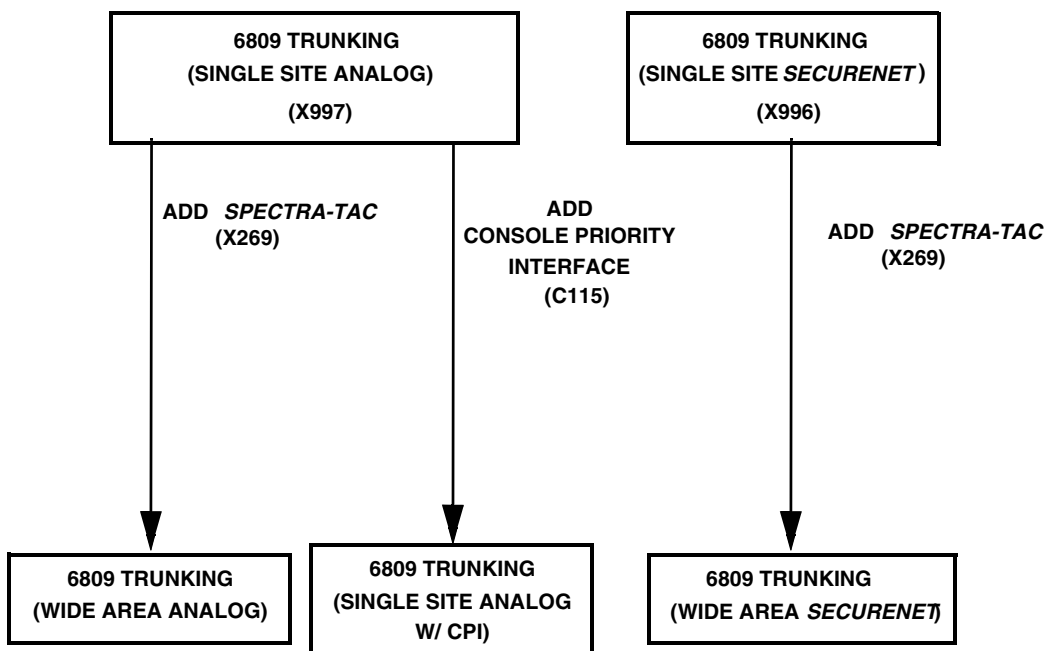 6809 TRUNKING
(SINGLE SITE ANALOG)
(X997)
6809 TRUNKING
(SINGLE SITE SECURENET)
(X996)
ADD SPECTRA-TAC
(X269)
ADD
CONSOLE PRIORITY
INTERFACE
(C115)
ADD SPECTRA-TAC
(X269)
6809 TRUNKING
(WIDE AREA ANALOG)
6809 TRUNKING
(SINGLE SITE ANALOG
W/ CPI)
6809 TRUNKING
(WIDE AREA SECURENET)